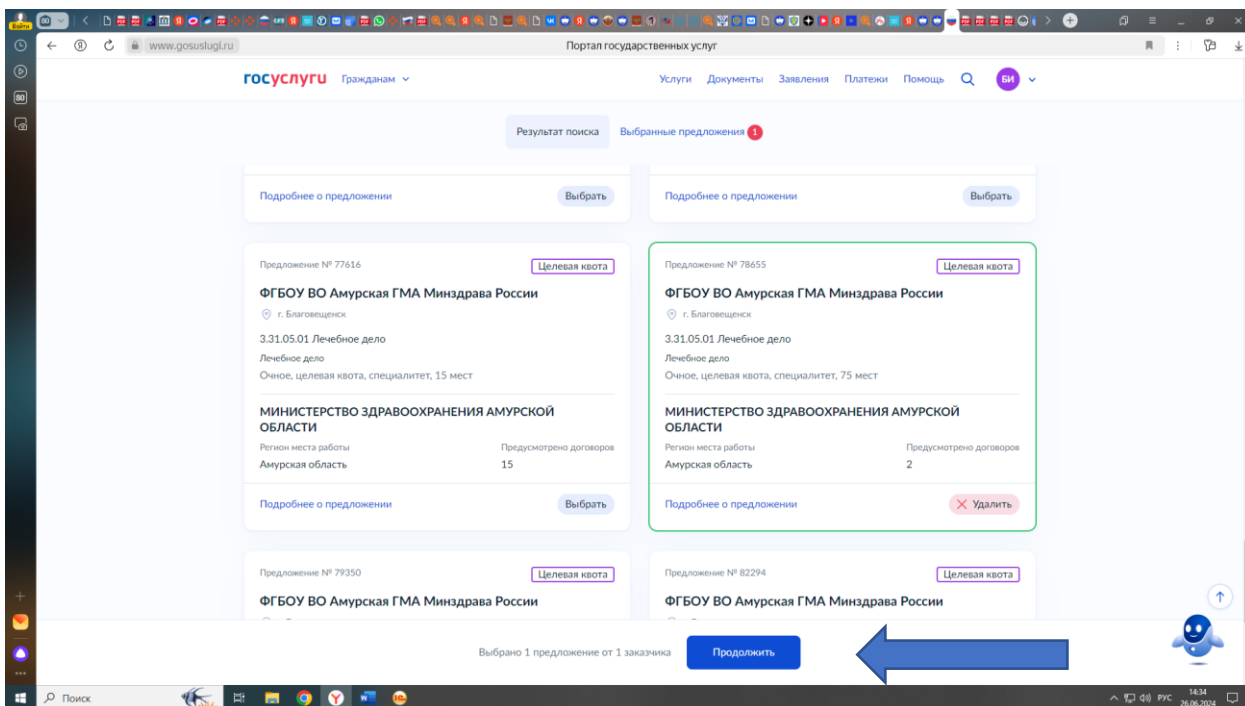 Войти
80
www.gosuslugi.ru
Портал государственных услуг
80
госуслуги Гражданам
Услуги Документы Заявления Платежи Помощь БИ
Результат поиска Выбранные предложения 1
Подробнее о предложении Выбрать
Подробнее о предложении Выбрать
Предложение № 77616 Целевая квота
ФГБОУ ВО Амурская ГМА Минздрава России
г. Благовещенск
3.31.05.01 Лечебное дело
Лечебное дело
Очное, целевая квота, специалитет, 15 мест
МИНИСТЕРСТВО ЗДРАВООХРАНЕНИЯ АМУРСКОЙ
ОБЛАСТИ
Регион места работы Предусмотрено договоров
Амурская область 15
Подробнее о предложении Выбрать
Предложение № 78655 Целевая квота
ФГБОУ ВО Амурская ГМА Минздрава России
г. Благовещенск
3.31.05.01 Лечебное дело
Лечебное дело
Очное, целевая квота, специалитет, 75 мест
МИНИСТЕРСТВО ЗДРАВООХРАНЕНИЯ АМУРСКОЙ
ОБЛАСТИ
Регион места работы Предусмотрено договоров
Амурская область 2
Подробнее о предложении Удалить
Предложение № 79350 Целевая квота
ФГБОУ ВО Амурская ГМА Минздрава России
Предложение № 82294 Целевая квота
ФГБОУ ВО Амурская ГМА Минздрава России
Выбрано 1 предложение от 1 заказчика Продолжить
Поиск
РУС
14:34
26.06.2024